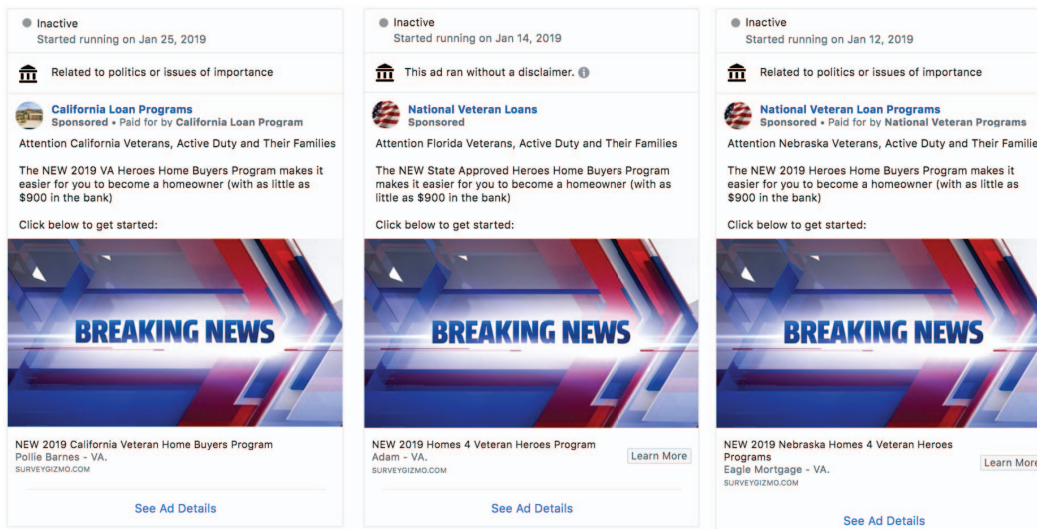 Inactive
Started running on Jan 25, 2019
Related to politics or issues of importance
California Loan Programs
Sponsored • Paid for by California Loan Program
Attention California Veterans, Active Duty and Their Families
The NEW 2019 VA Heroes Home Buyers Program makes it
easier for you to become a homeowner (with as little as
$900 in the bank)
Click below to get started:
BREAKING NEWS
NEW 2019 California Veteran Home Buyers Program
Pollie Barnes - VA.
SURVEYGIZMO.COM
See Ad Details
Inactive
Started running on Jan 14, 2019
This ad ran without a disclaimer.
National Veteran Loans
Sponsored
Attention Florida Veterans, Active Duty and Their Families
The NEW State Approved Heroes Home Buyers Program
makes it easier for you to become a homeowner (with as
little as $900 in the bank)
Click below to get started:
BREAKING NEWS
NEW 2019 Homes 4 Veteran Heroes Program
Adam - VA.
SURVEYGIZMO.COM
Learn More
See Ad Details
Inactive
Started running on Jan 12, 2019
Related to politics or issues of importance
National Veteran Loan Programs
Sponsored • Paid for by National Veteran Programs
Attention Nebraska Veterans, Active Duty and Their Familie
The NEW 2019 Heroes Home Buyers Program makes it
easier for you to become a homeowner (with as little as
$900 in the bank)
Click below to get started:
BREAKING NEWS
NEW 2019 Nebraska Homes 4 Veteran Heroes
Programs
Eagle Mortgage - VA.
SURVEYGIZMO.COM
Learn More
See Ad Details